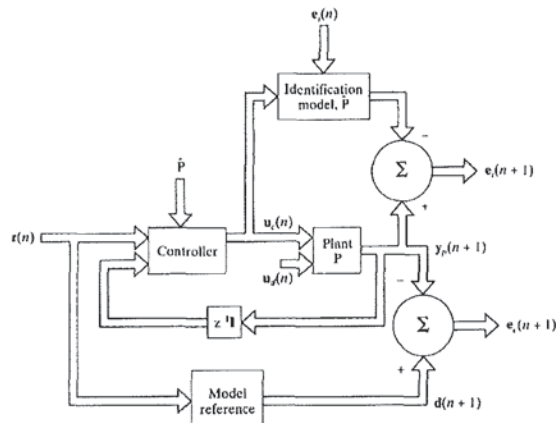 e_i(n)
Identification
model, P̂
−
Σ
e_i(n + 1)
+
P̂
u_c(n)
r(n)
Controller
Plant
P
y_p(n + 1)
u_d(n)
−
z⁻¹I
Σ
e_c(n + 1)
+
Model
reference
d(n + 1)